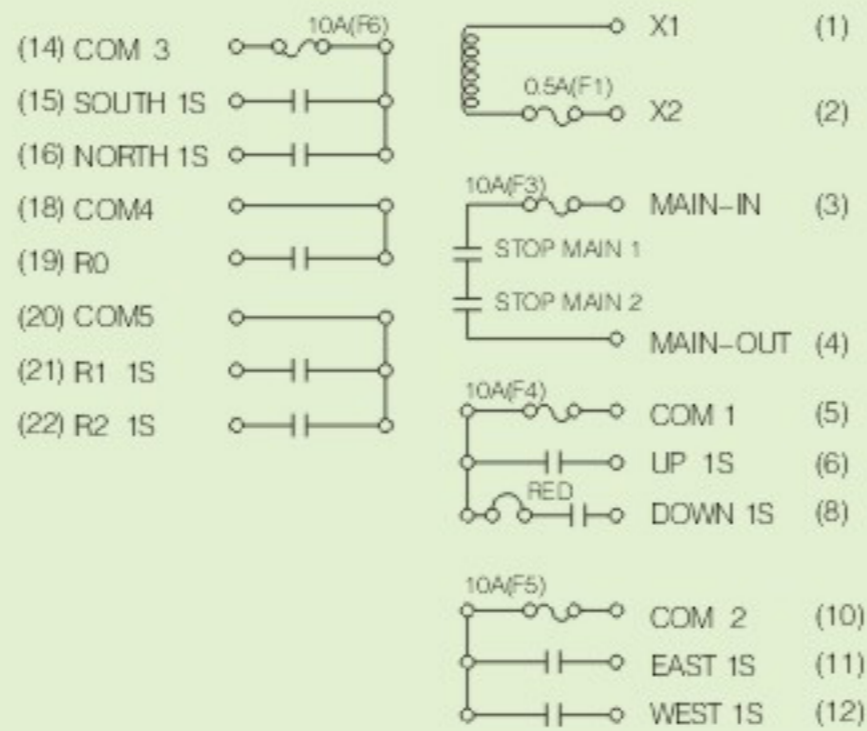 10A(F6)
(14) COM 3
(15) SOUTH 1S
(16) NORTH 1S
(18) COM4
(19) R0
(20) COM5
(21) R1 1S
(22) R2 1S
X1 (1)
0.5A(F1)
X2 (2)
10A(F3)
MAIN-IN (3)
STOP MAIN 1
STOP MAIN 2
MAIN-OUT (4)
10A(F4)
COM 1 (5)
UP 1S (6)
RED
DOWN 1S (8)
10A(F5)
COM 2 (10)
EAST 1S (11)
WEST 1S (12)